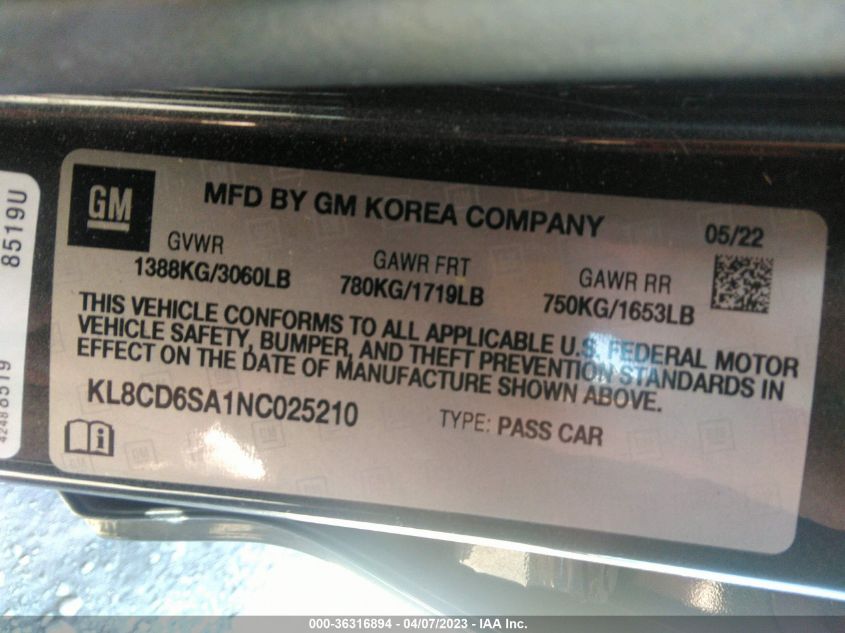 GM
MFD BY GM KOREA COMPANY
05/22
GVWR
1388KG/3060LB
GAWR FRT
780KG/1719LB
GAWR RR
750KG/1653LB
THIS VEHICLE CONFORMS TO ALL APPLICABLE U.S. FEDERAL MOTOR
VEHICLE SAFETY, BUMPER, AND THEFT PREVENTION STANDARDS IN
EFFECT ON THE DATE OF MANUFACTURE SHOWN ABOVE.
KL8CD6SA1NC025210
TYPE: PASS CAR
8519U
42488519
000-36316894 - 04/07/2023 - IAA Inc.